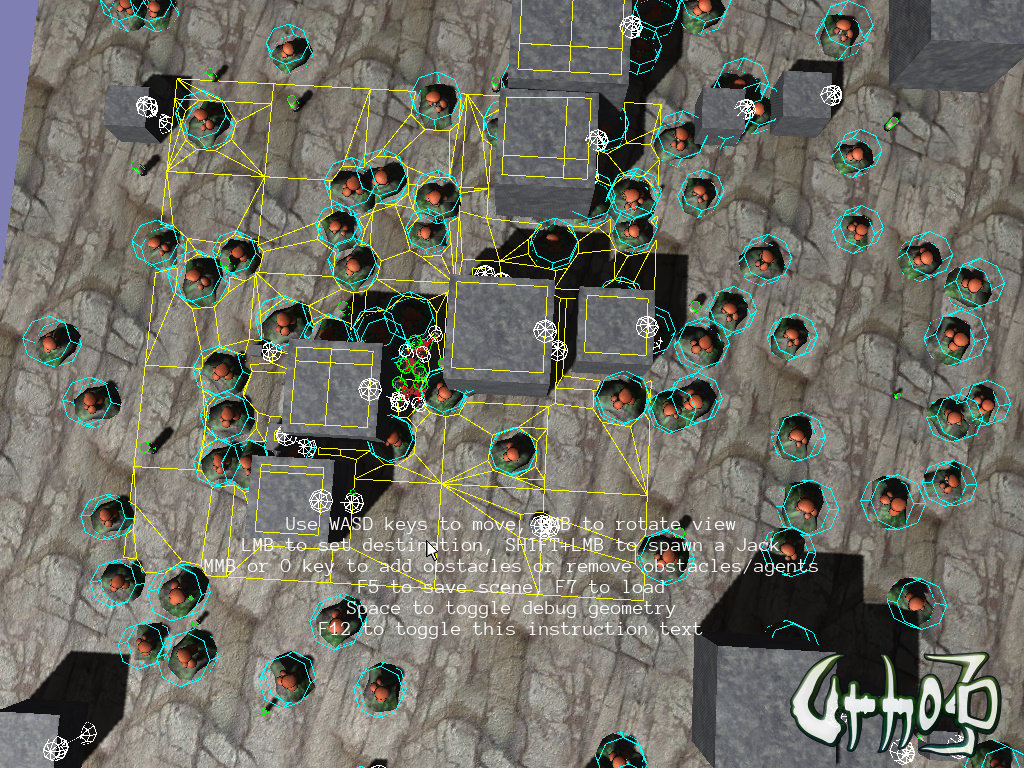 Use WASD keys to move, RMB to rotate view
LMB to set destination, SHIFT+LMB to spawn a Jack
MMB or O key to add obstacles or remove obstacles/agents
F5 to save scene, F7 to load
Space to toggle debug geometry
F12 to toggle this instruction text